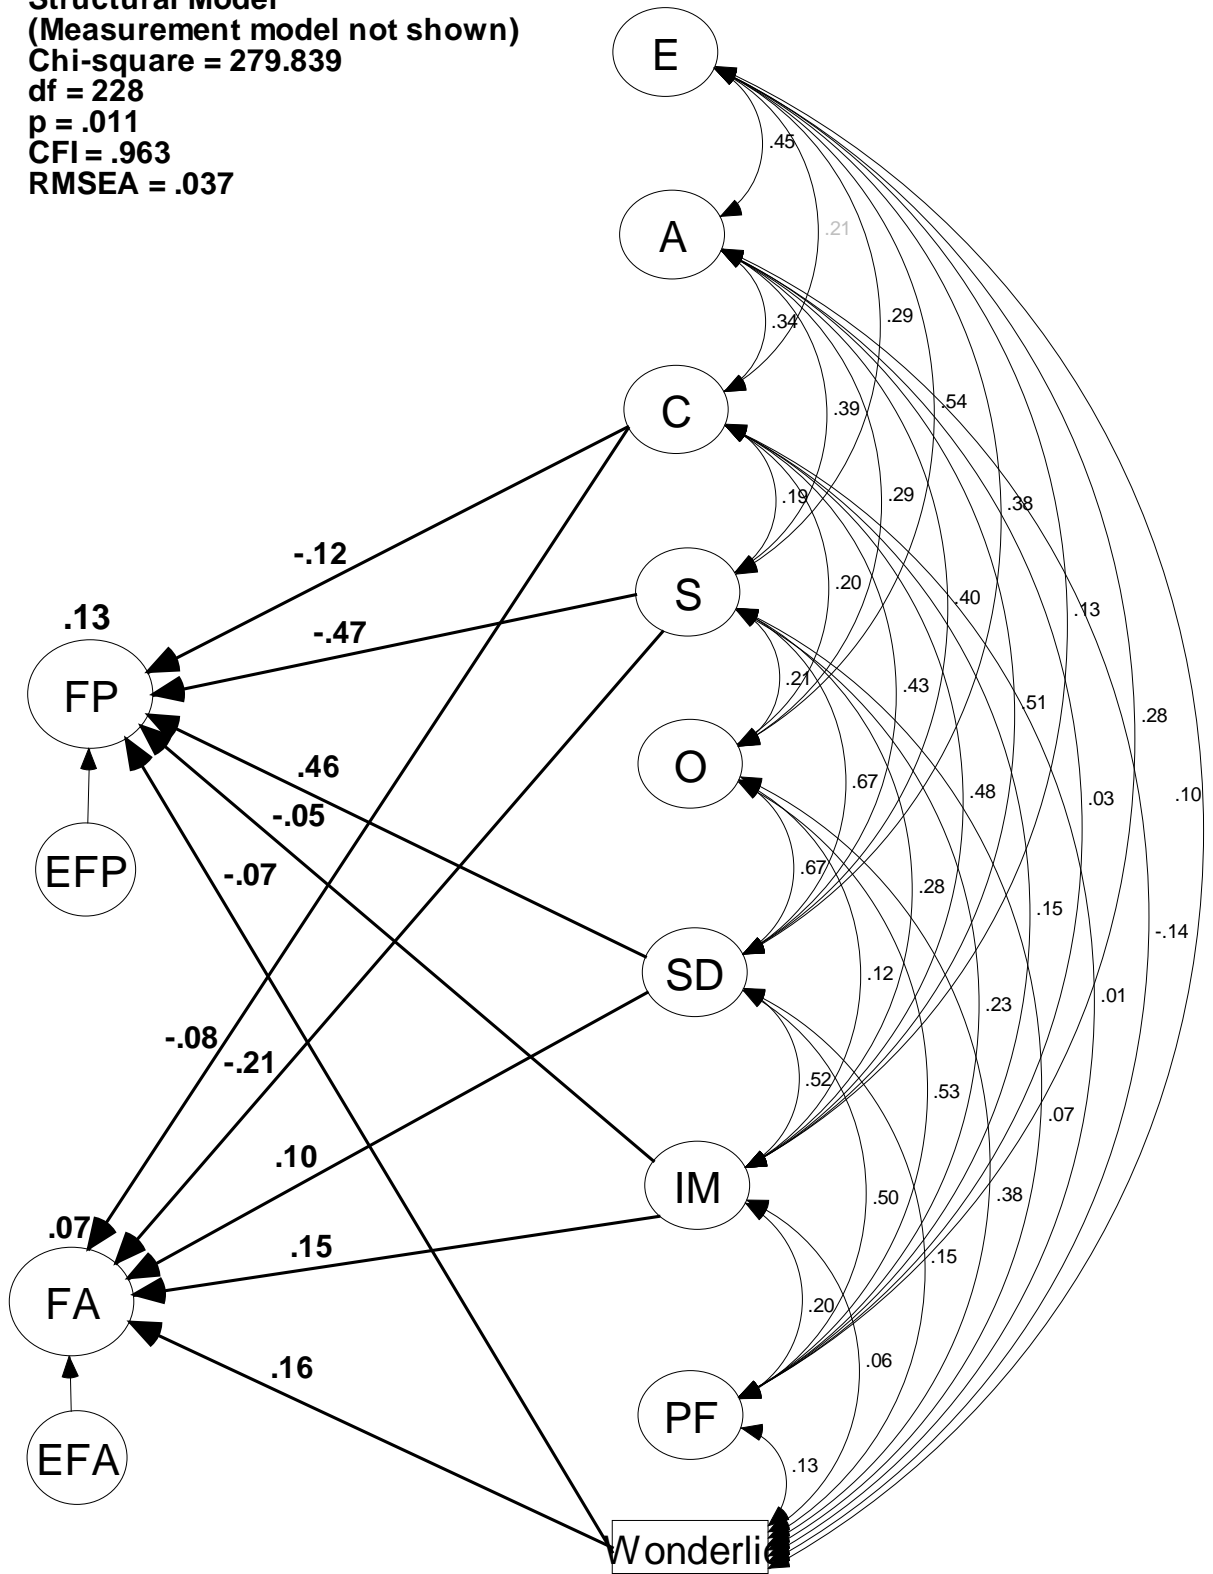 Structural Model
(Measurement model not shown)
Chi-square = 279.839
df = 228
p = .011
CFI = .963
RMSEA = .037
E
.45
A
.21
.34
.29
C
.39
.54
.19
.29
.38
-.12
S
.20
.40
.13
.13
-.47
FP
.21
.43
.51
.28
O
.46
.67
.48
.03
.10
-.05
EFP
-.07
.67
.28
.15
-.14
SD
.12
.23
.01
-.08
-.21
.52
.53
.07
.10
IM
.50
.38
.07
.15
.15
FA
.20
.16
.06
PF
EFA
.13
Wonderlic